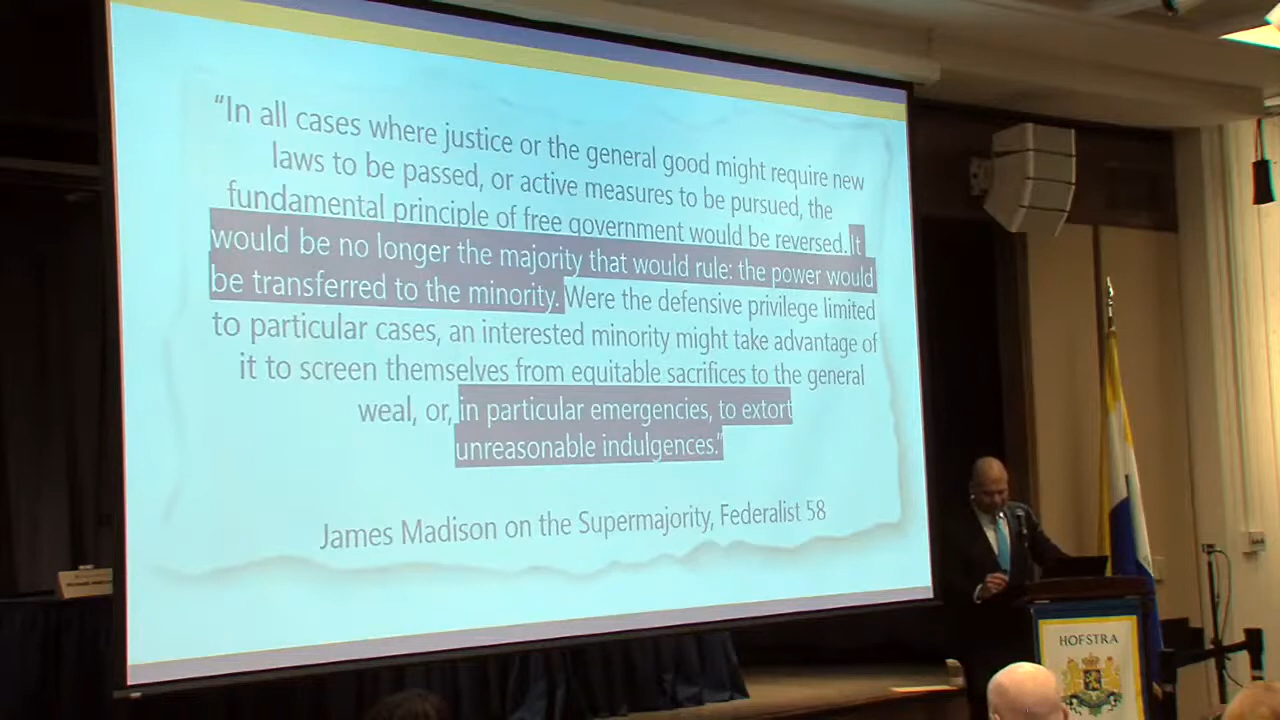 “In all cases where justice or the general good might require new
laws to be passed, or active measures to be pursued, the
fundamental principle of free government would be reversed. It
would be no longer the majority that would rule: the power would
be transferred to the minority. Were the defensive privilege limited
to particular cases, an interested minority might take advantage of
it to screen themselves from equitable sacrifices to the general
weal, or, in particular emergencies, to extort
unreasonable indulgences.”
James Madison on the Supermajority, Federalist 58
HOFSTRA